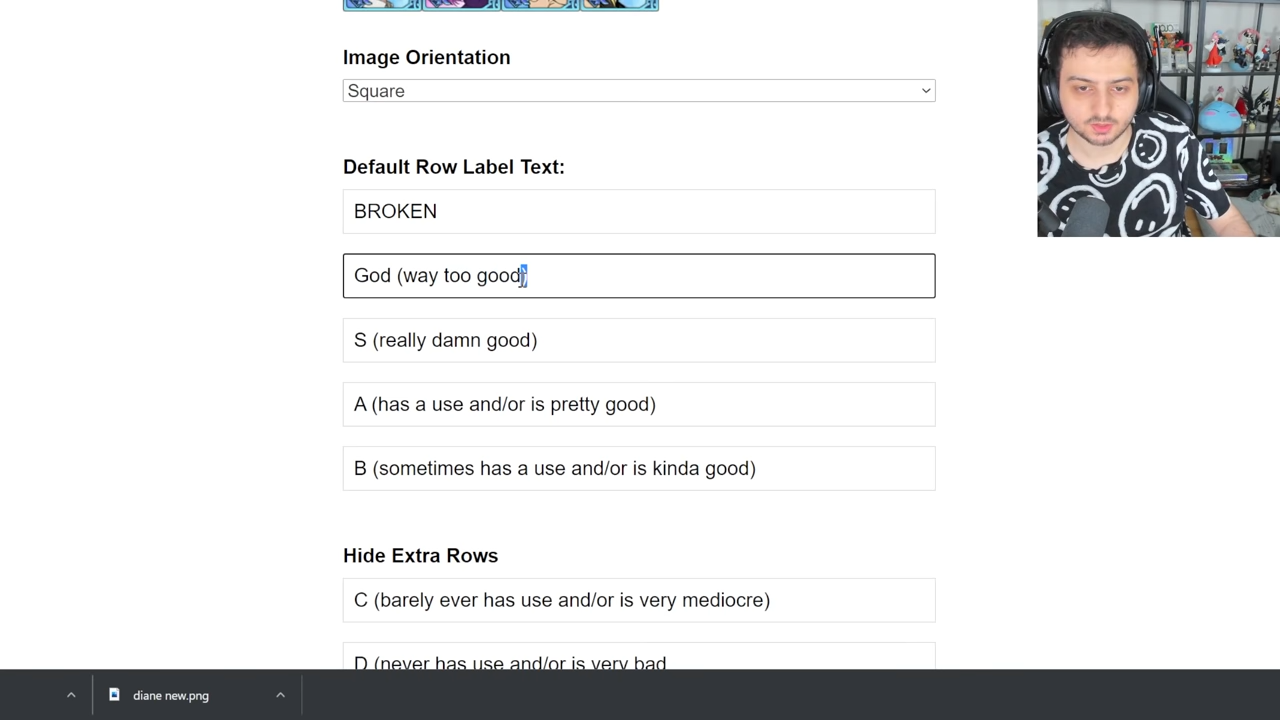 Image Orientation
Square
Default Row Label Text:
BROKEN
God (way too good)
S (really damn good)
A (has a use and/or is pretty good)
B (sometimes has a use and/or is kinda good)
Hide Extra Rows
C (barely ever has use and/or is very mediocre)
D (never has use and/or is very bad
diane new.png